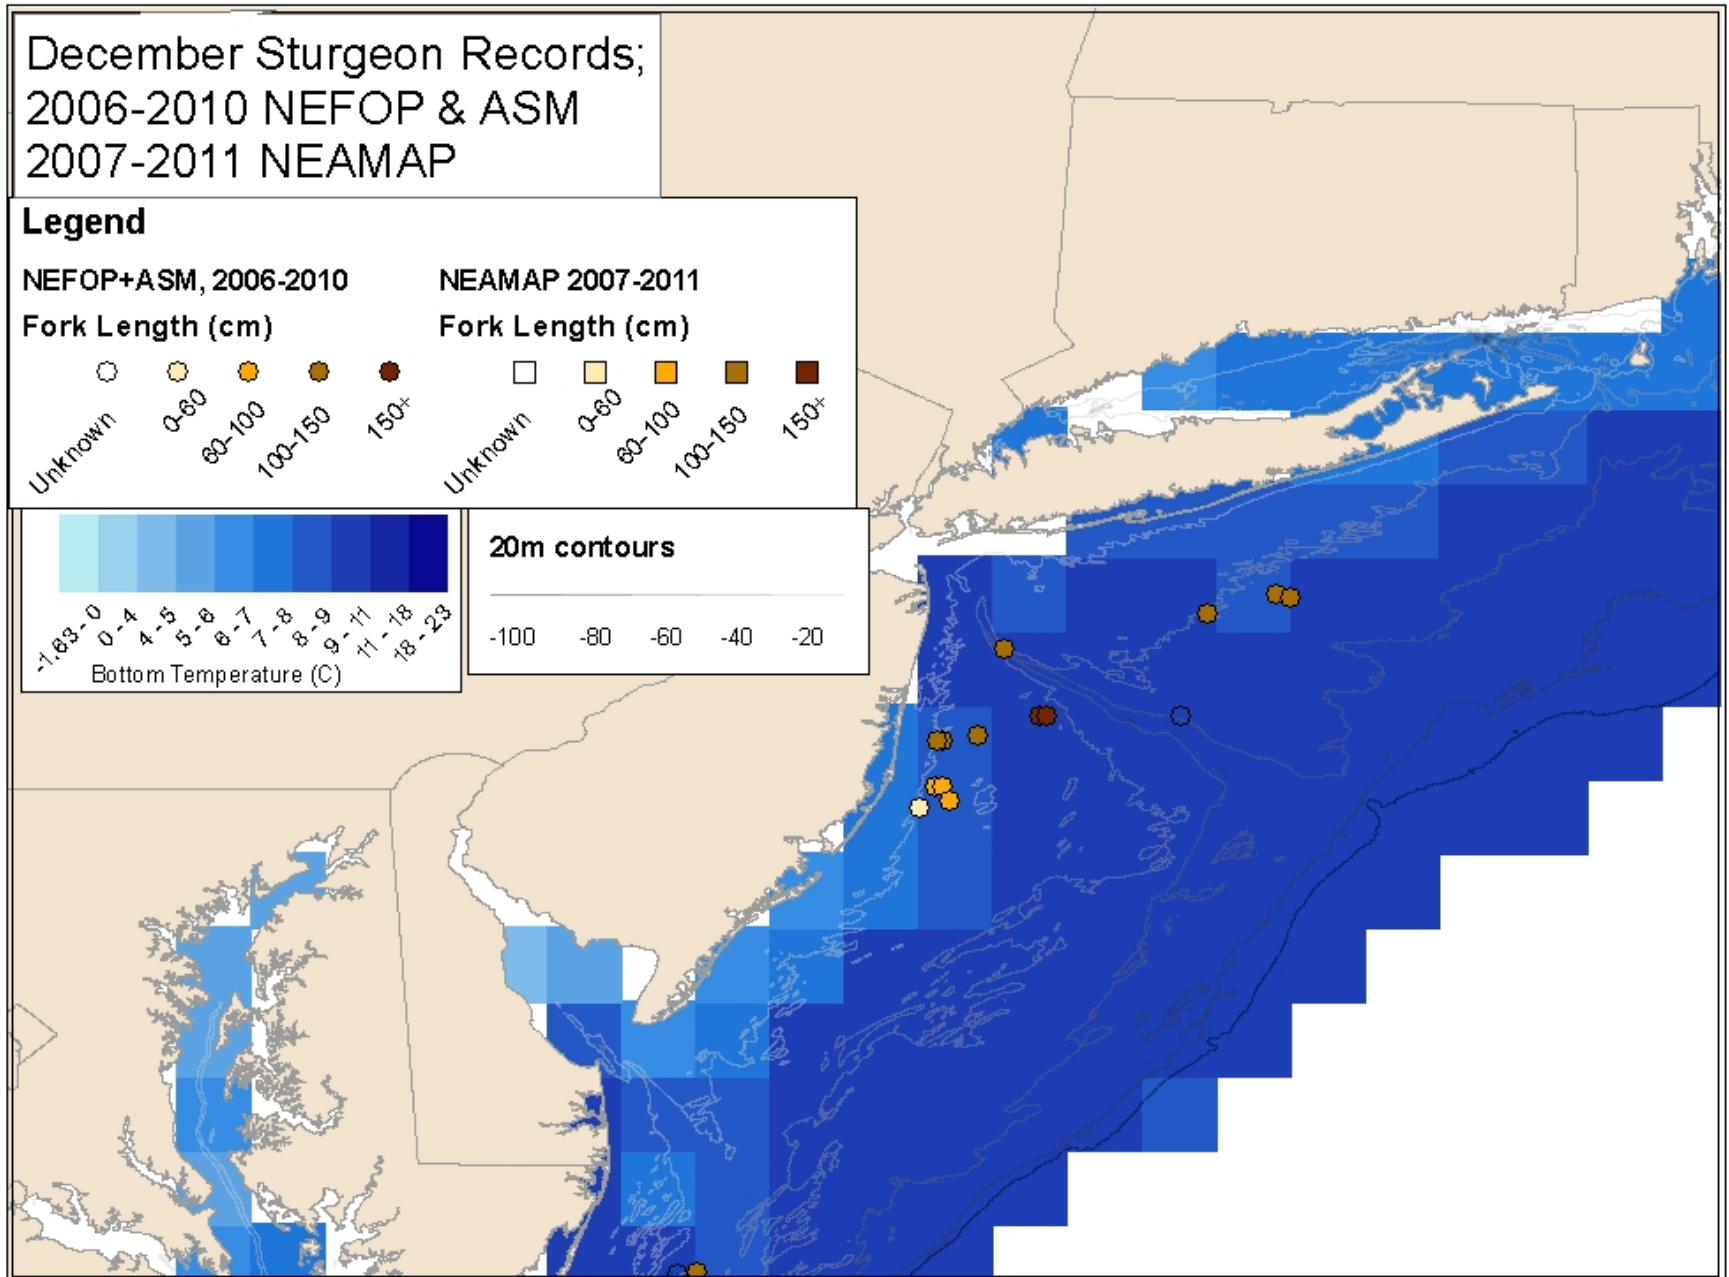 December Sturgeon Records;
2006-2010 NEFOP & ASM
2007-2011 NEAMAP
Legend
NEFOP+ASM, 2006-2010
Fork Length (cm)
Unknown
0-60
60-100
100-150
150+
NEAMAP 2007-2011
Fork Length (cm)
Unknown
0-60
60-100
100-150
150+
-1.63 - 0
0 - 4
4 - 5
5 - 6
6 - 7
7 - 8
8 - 9
9 - 11
11 - 18
18 - 23
Bottom Temperature (C)
20m contours
-100 -80 -60 -40 -20